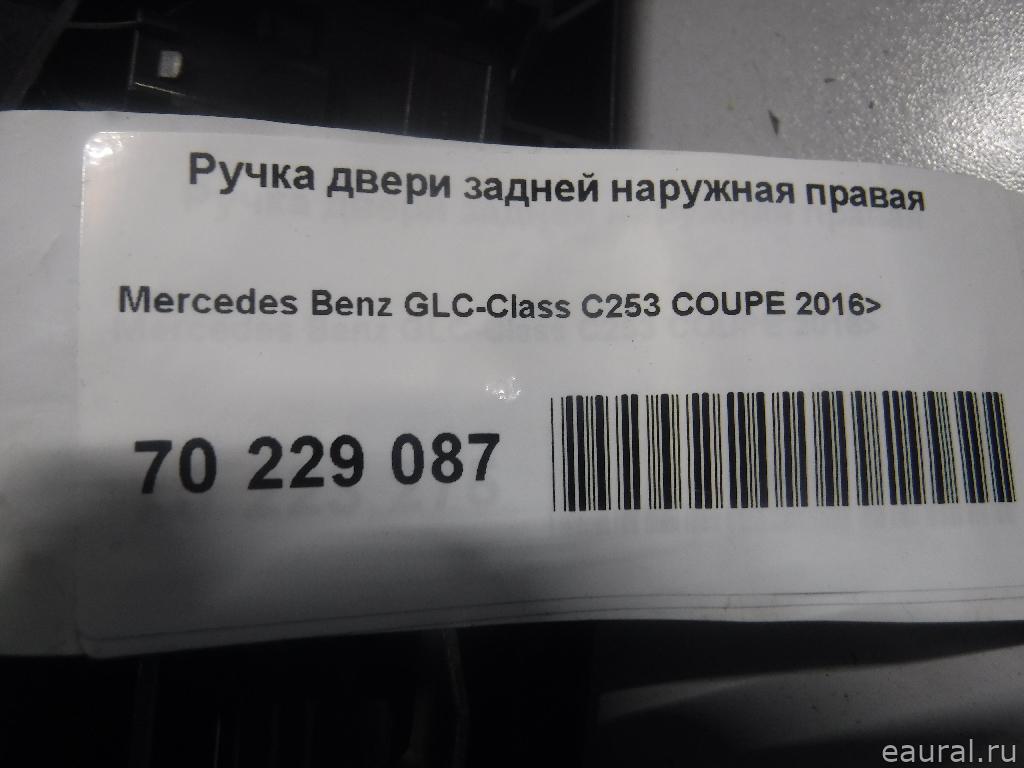 Ручка двери задней наружная правая
Mercedes Benz GLC-Class C253 COUPE 2016>
70 229 087
eaural.ru